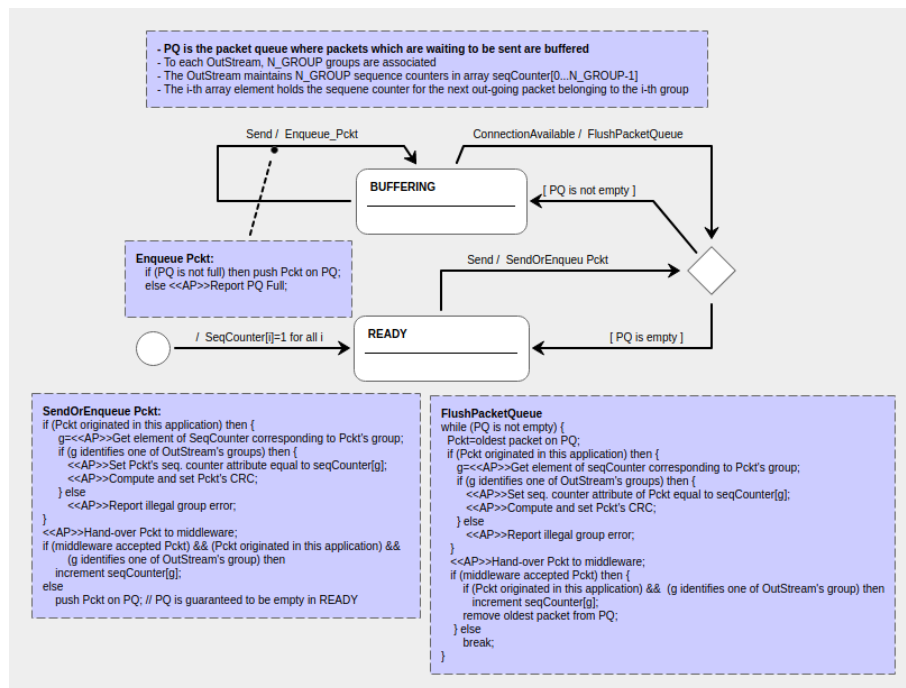 - PQ is the packet queue where packets which are waiting to be sent are buffered
- To each OutStream, N_GROUP groups are associated
- The OutStream maintains N_GROUP sequence counters in array seqCounter[0...N_GROUP-1]
- The i-th array element holds the sequene counter for the next out-going packet belonging to the i-th group
Send / Enqueue_Pckt
ConnectionAvailable / FlushPacketQueue
BUFFERING
[ PQ is not empty ]
Enqueue Pckt:
if (PQ is not full) then push Pckt on PQ;
else <<AP>>Report PQ Full;
Send / SendOrEnqueu Pckt
/ SeqCounter[i]=1 for all i
READY
[ PQ is empty ]
SendOrEnqueue Pckt:
if (Pckt originated in this application) then {
g=<<AP>>Get element of SeqCounter corresponding to Pckt's group;
if (g identifies one of OutStream's groups) then {
<<AP>>Set Pckt's seq. counter attribute equal to seqCounter[g];
<<AP>>Compute and set Pckt's CRC;
} else
<<AP>>Report illegal group error;
}
<<AP>>Hand-over Pckt to middleware;
if (middleware accepted Pckt) && (Pckt originated in this application) &&
(g identifies one of OutStream's group) then
increment seqCounter[g];
else
push Pckt on PQ; // PQ is guaranteed to be empty in READY
FlushPacketQueue
while (PQ is not empty) {
Pckt=oldest packet on PQ;
if (Pckt originated in this application) then {
g=<<AP>>Get element of seqCounter corresponding to Pckt's group;
if (g identifies one of OutStream's groups) then {
<<AP>>Set seq. counter attribute of Pckt equal to seqCounter[g];
<<AP>>Compute and set Pckt's CRC;
} else
<<AP>>Report illegal group error;
}
<<AP>>Hand-over Pckt to middleware;
if (middleware accepted Pckt) then {
if (Pckt originated in this application) && (g identifies one of OutStream's group) then
increment seqCounter[g];
remove oldest packet from PQ;
} else
break;
}